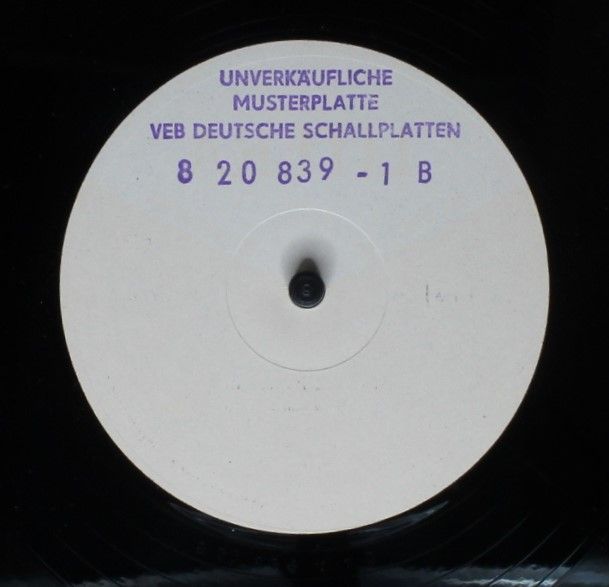 UNVERKÄUFLICHE
MUSTERPLATTE
VEB DEUTSCHE SCHALLPLATTEN
8 20 839 - 1 B